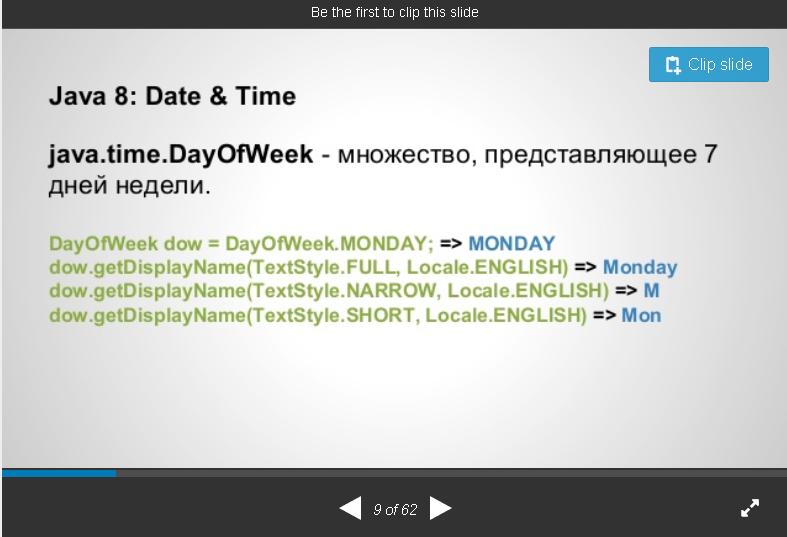 Be the first to clip this slide
Clip slide
Java 8: Date & Time
java.time.DayOfWeek - множество, представляющее 7
дней недели.
DayOfWeek dow = DayOfWeek.MONDAY; => MONDAY
dow.getDisplayName(TextStyle.FULL, Locale.ENGLISH) => Monday
dow.getDisplayName(TextStyle.NARROW, Locale.ENGLISH) => M
dow.getDisplayName(TextStyle.SHORT, Locale.ENGLISH) => Mon
9 of 62